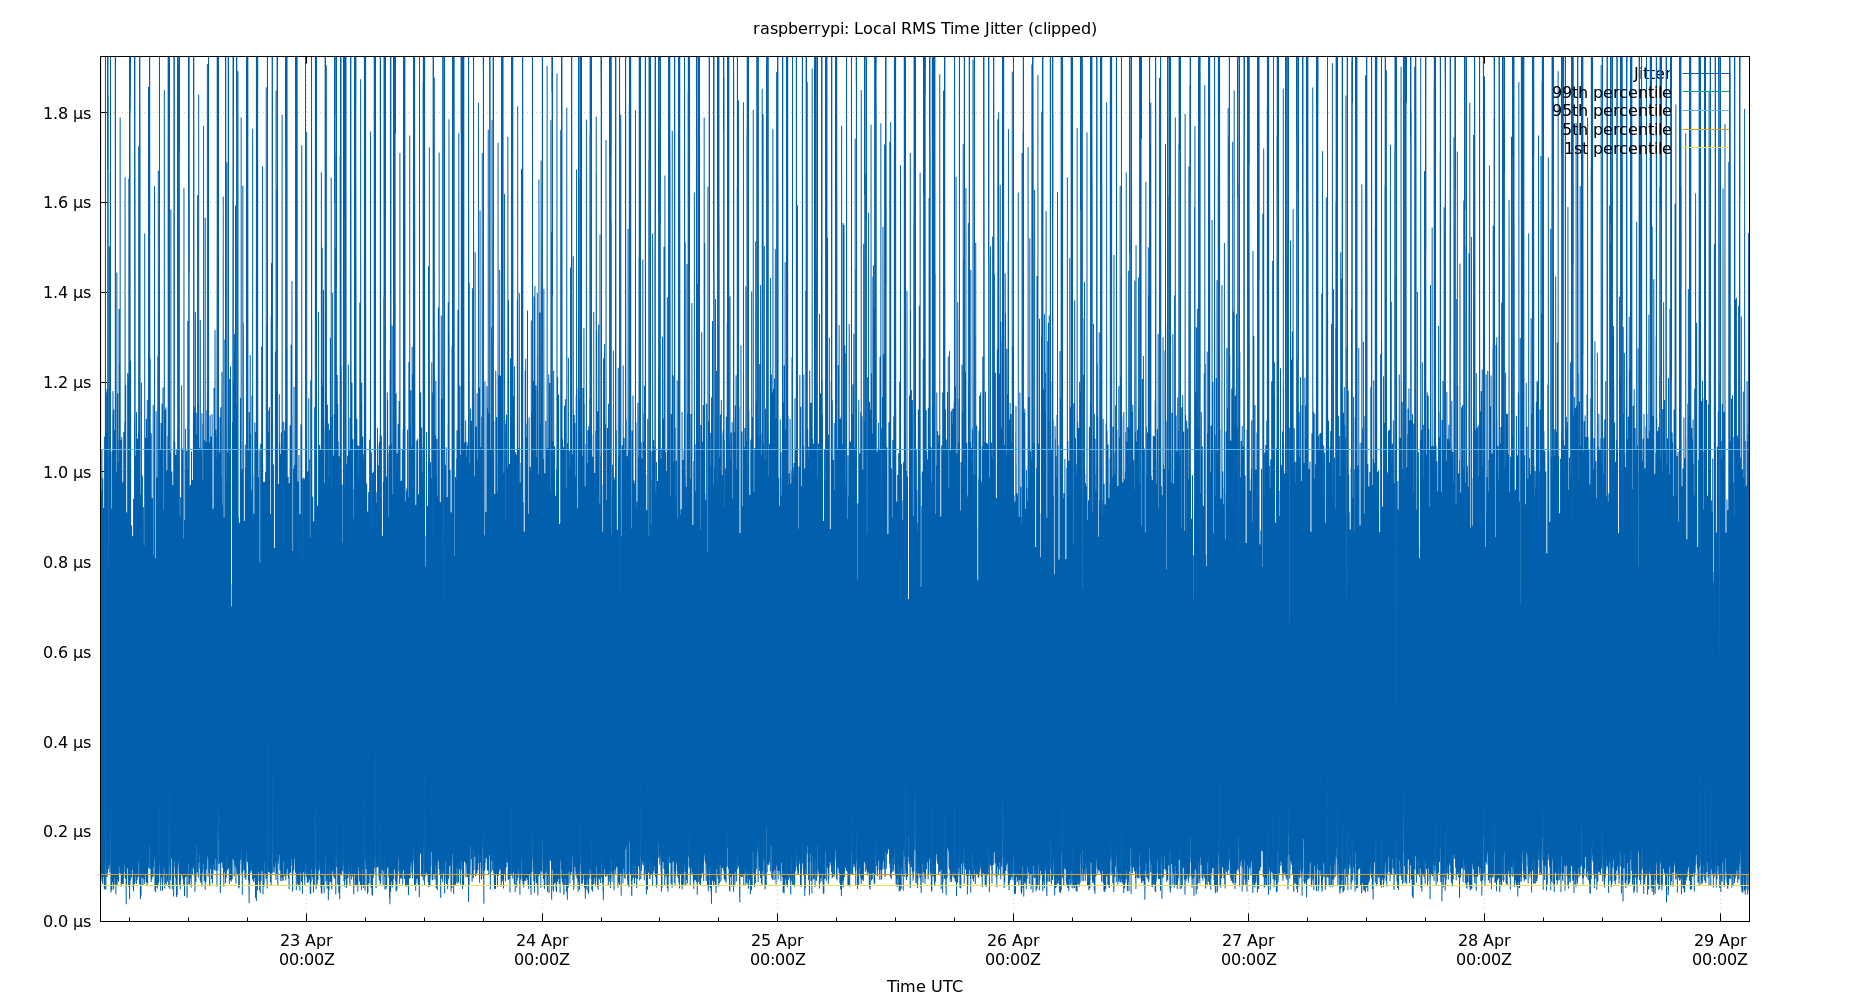 raspberrypi: Local RMS Time Jitter (clipped)
Jitter
99th percentile
95th percentile
5th percentile
1st percentile
1.8 µs
1.6 µs
1.4 µs
1.2 µs
1.0 µs
0.8 µs
0.6 µs
0.4 µs
0.2 µs
0.0 µs
23 Apr 24 Apr 25 Apr 26 Apr 27 Apr 28 Apr 29 Apr
00:00Z 00:00Z 00:00Z 00:00Z 00:00Z 00:00Z 00:00Z
Time UTC